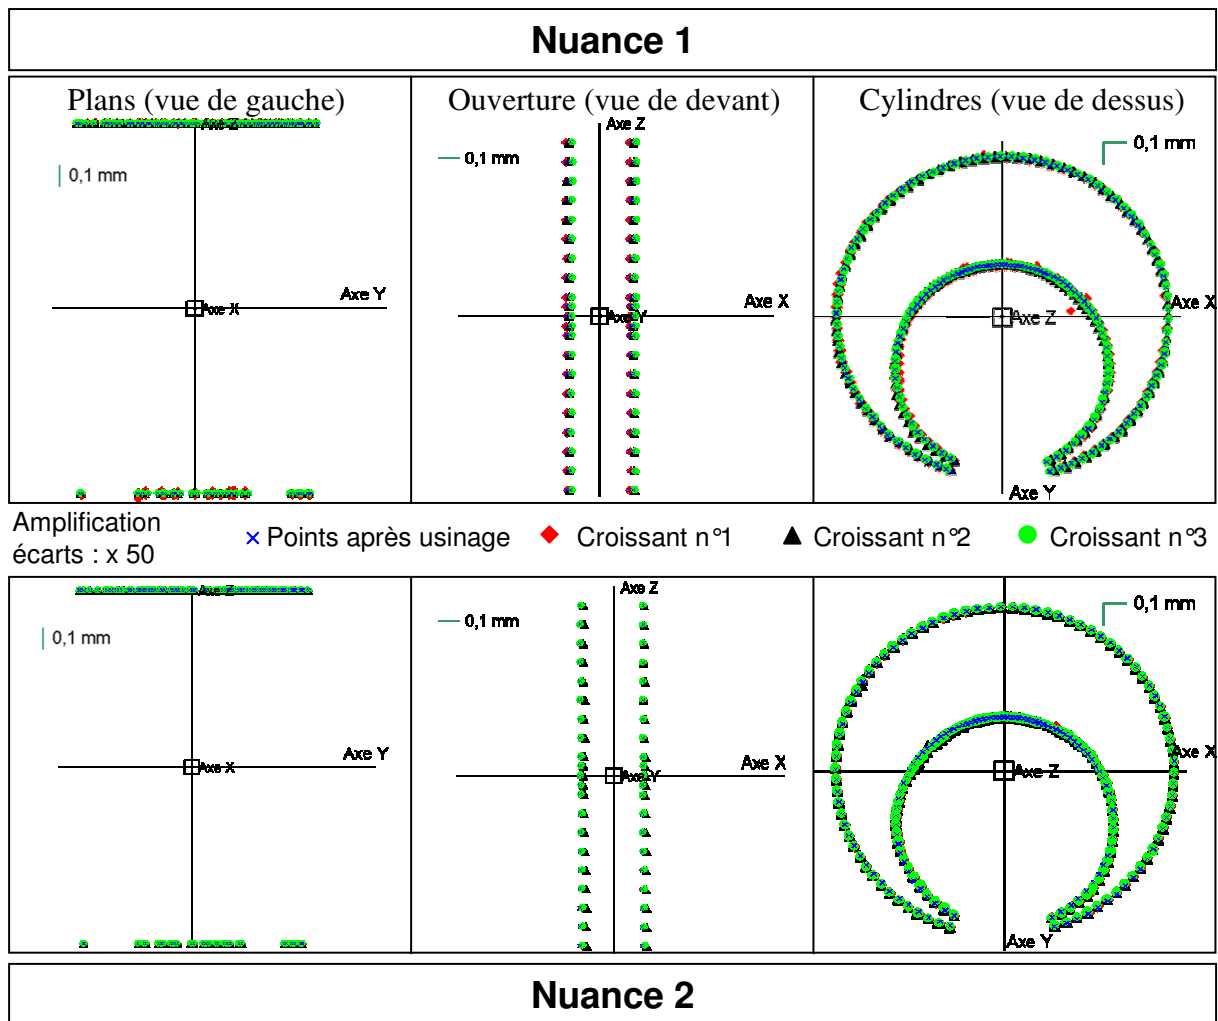 Nuance 1
Plans (vue de gauche)
Ouverture (vue de devant)
Cylindres (vue de dessus)
Axe Z
0,1 mm
Axe Y
Axe X
Axe Z
0,1 mm
Axe X
Axe Y
0,1 mm
Axe X
Axe Z
Axe Y
Amplification
écarts : x 50
Points après usinage
Croissant n°1
Croissant n°2
Croissant n°3
Axe Z
0,1 mm
Axe Y
Axe X
Axe Z
0,1 mm
Axe X
Axe Y
0,1 mm
Axe X
Axe Z
Axe Y
Nuance 2